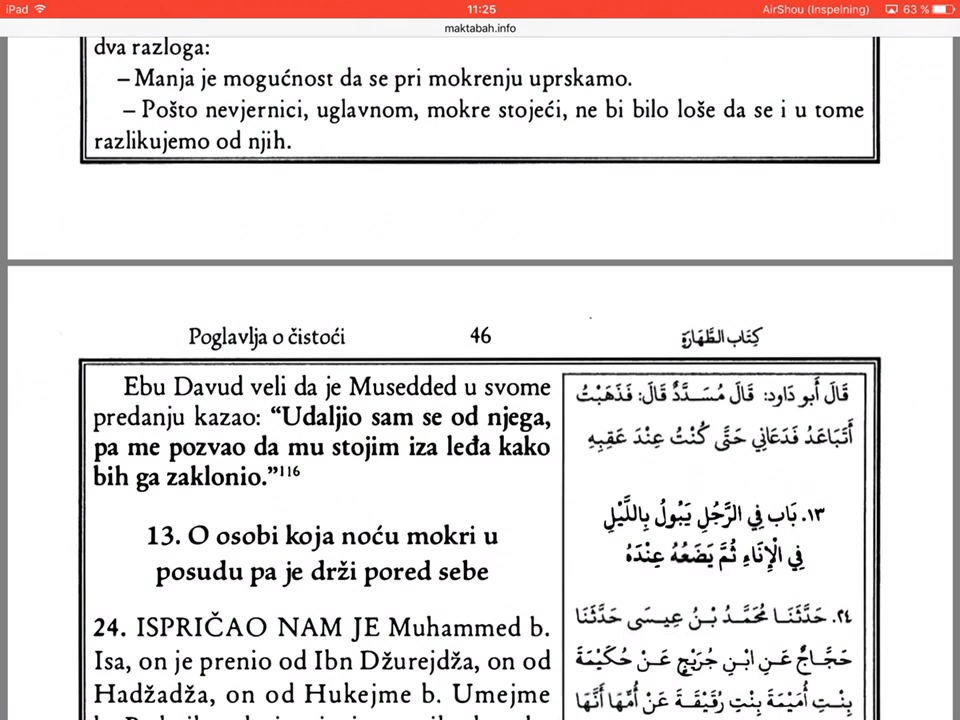 iPad
11:25
AirShou (Inspelning)
63 %
maktabah.info
dva razloga:
– Manja je mogućnost da se pri mokrenju uprskamo.
– Pošto nevjernici, uglavnom, mokre stojeći, ne bi bilo loše da se i u tome
razlikujemo od njih.
Poglavlja o čistoći
46
كِتَاب الطَّهَارَة
Ebu Davud veli da je Musedded u svome
predanju kazao: “Udaljio sam se od njega,
pa me pozvao da mu stojim iza leđa kako
bih ga zaklonio.”116
13. O osobi koja noću mokri u
posudu pa je drži pored sebe
24. ISPRIČAO NAM JE Muhammed b.
Isa, on je prenio od Ibn Džurejdža, on od
Hadžadža, on od Hukejme b. Umejme
قَالَ أَبو دَاود: قَالَ مُسَدَّدٌ قَالَ: فَذَهَبْتُ
أَتَبَاعَدُ فَدَعَانِي حَتَّى كُنْتُ عِنْدَ عَقِبِهِ
١٣. بَاب فِي الرَّجُلِ يَبُولُ بِاللَّيْلِ
فِي الْإِنَاءِ ثُمَّ يَضَعُهُ عِنْدَهُ
٢٤. حَدَّثَنَا مُحَمَّدُ بْنُ عِيسَى حَدَّثَنَا
حَجَّاجٌ عَنِ ابْنِ جُرَيْجٍ عَنْ حُكَيْمَةَ
بِنْتِ أُمَيْمَةَ بِنْتِ رُقَيْقَةَ عَنْ أُمِّهَا أَنَّهَا